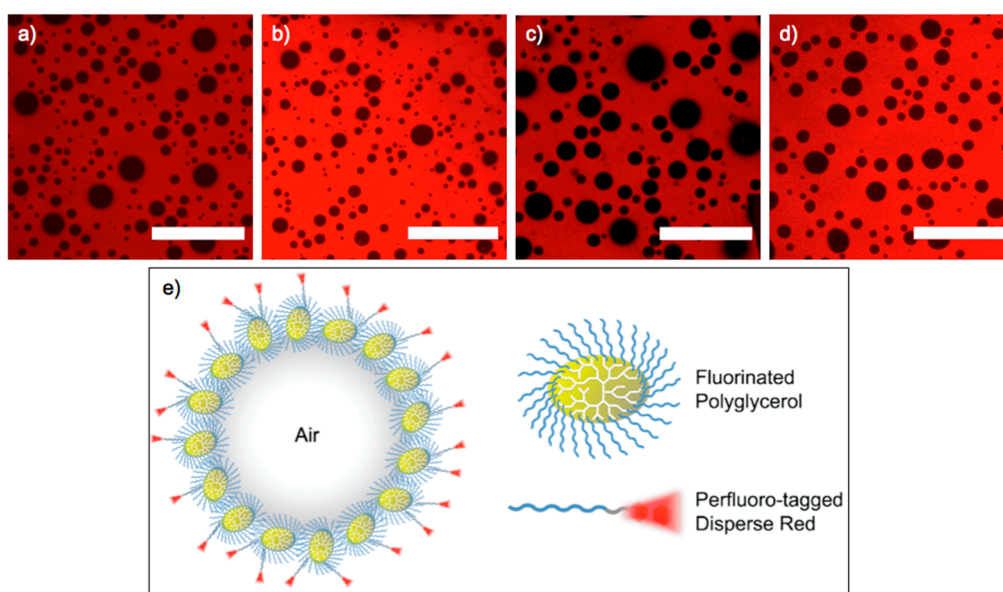 a)
b)
c)
d)
e)
Air
Fluorinated
Polyglycerol
Perfluoro-tagged
Disperse Red